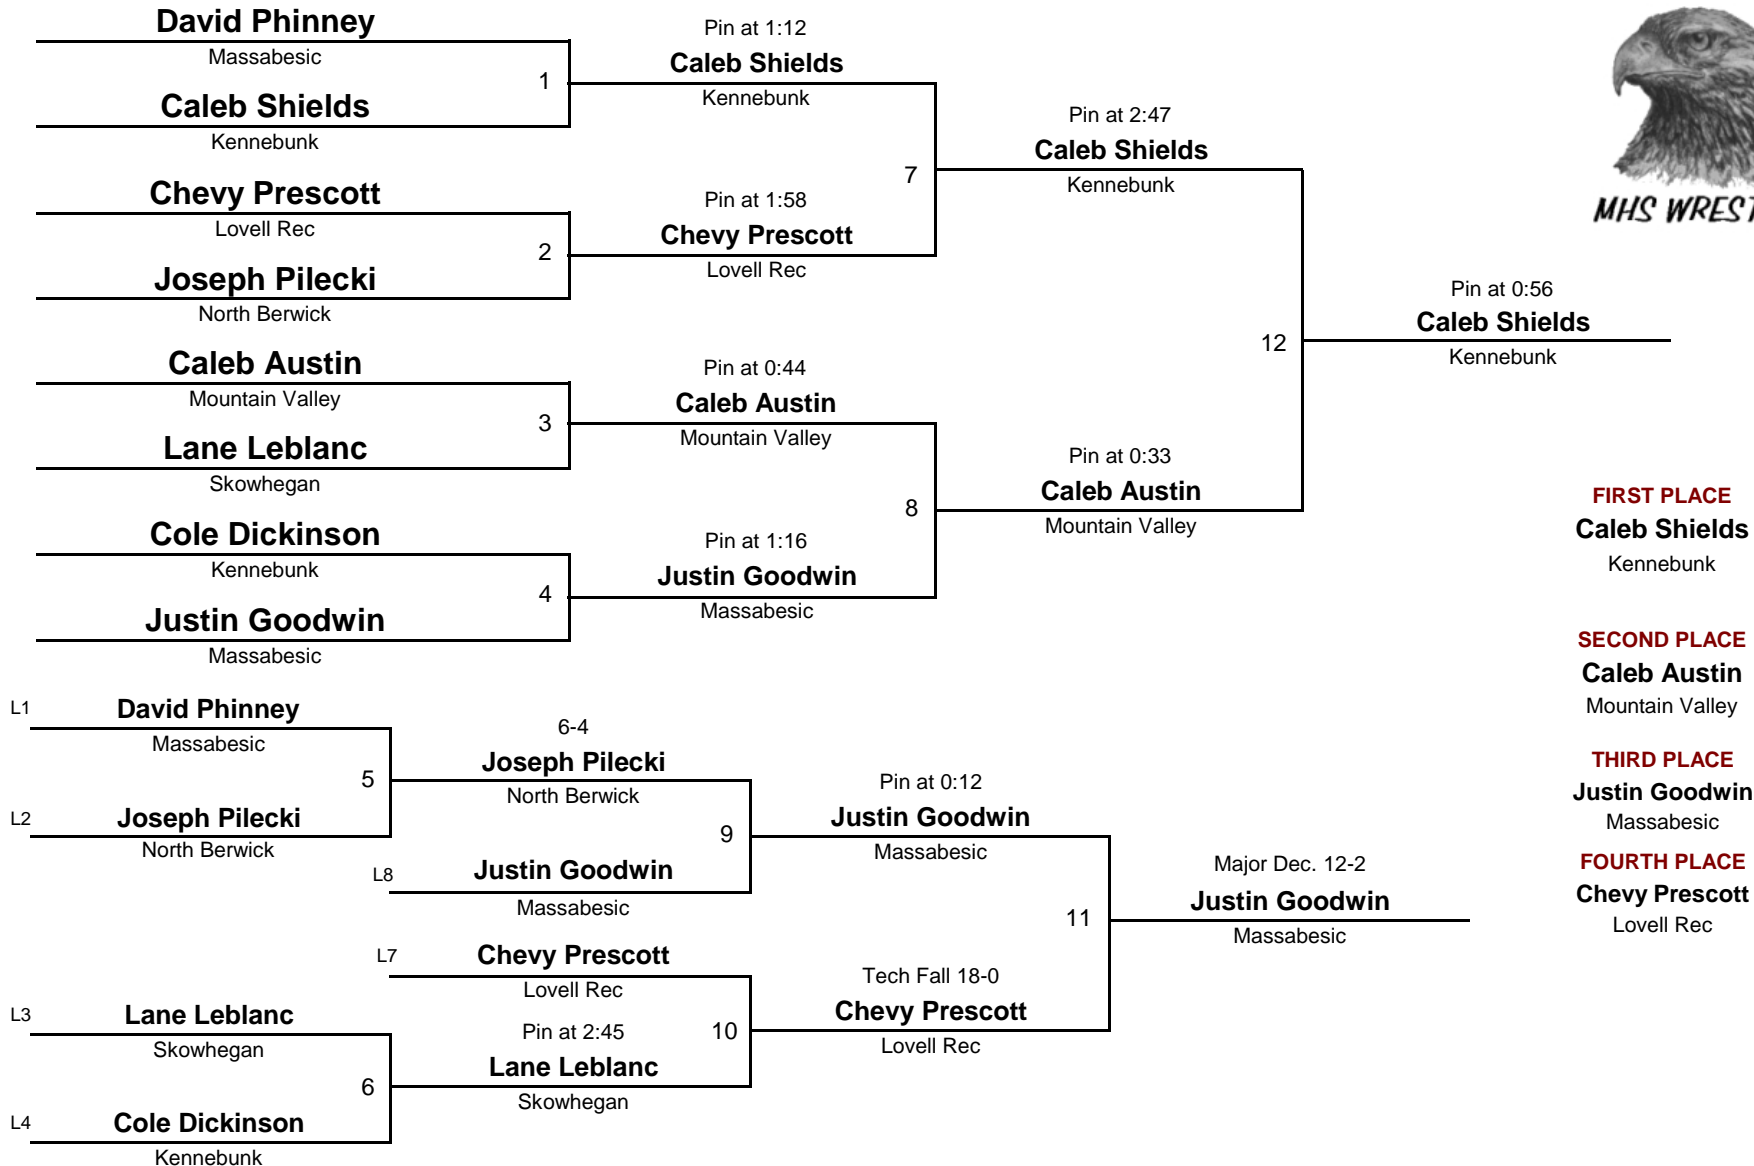 David Phinney
Massabesic
1
Caleb Shields
Kennebunk
Pin at 1:12
Caleb Shields
Kennebunk
Chevy Prescott
Lovell Rec
2
Joseph Pilecki
North Berwick
Pin at 1:58
Chevy Prescott
Lovell Rec
7
Pin at 2:47
Caleb Shields
Kennebunk
Caleb Austin
Mountain Valley
3
Lane Leblanc
Skowhegan
Pin at 0:44
Caleb Austin
Mountain Valley
Cole Dickinson
Kennebunk
4
Justin Goodwin
Massabesic
Pin at 1:16
Justin Goodwin
Massabesic
8
Pin at 0:33
Caleb Austin
Mountain Valley
12
Pin at 0:56
Caleb Shields
Kennebunk
MHS
FIRST PLACE
Caleb Shields
Kennebunk
SECOND PLACE
Caleb Austin
Mountain Valley
THIRD PLACE
Justin Goodwin
Massabesic
FOURTH PLACE
Chevy Prescott
Lovell Rec
L1
David Phinney
Massabesic
5
L2
Joseph Pilecki
North Berwick
6-4
Joseph Pilecki
North Berwick
9
L8
Justin Goodwin
Massabesic
Pin at 0:12
Justin Goodwin
Massabesic
L7
Chevy Prescott
Lovell Rec
L3
Lane Leblanc
Skowhegan
6
L4
Cole Dickinson
Kennebunk
Pin at 2:45
Lane Leblanc
Skowhegan
10
Tech Fall 18-0
Chevy Prescott
Lovell Rec
11
Major Dec. 12-2
Justin Goodwin
Massabesic